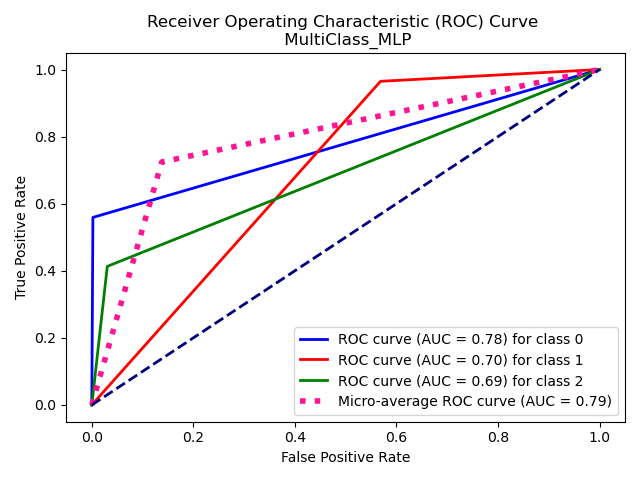 Receiver Operating Characteristic (ROC) Curve
MultiClass_MLP
True Positive Rate
1.0
0.8
0.6
0.4
0.2
0.0
ROC curve (AUC = 0.78) for class 0
ROC curve (AUC = 0.70) for class 1
ROC curve (AUC = 0.69) for class 2
Micro-average ROC curve (AUC = 0.79)
0.0 0.2 0.4 0.6 0.8 1.0
False Positive Rate